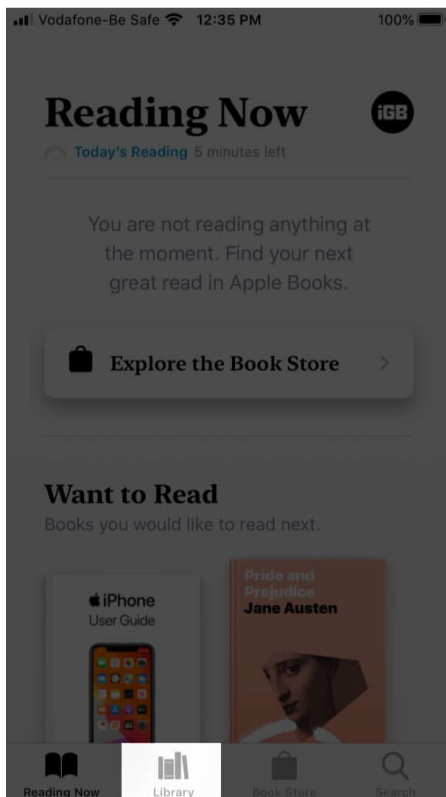 Vodafone-Be Safe 12:35 PM 100%
Reading Now
iGB
Today's Reading 5 minutes left
You are not reading anything at
the moment. Find your next
great read in Apple Books.
Explore the Book Store
Want to Read
Books you would like to read next.
iPhone
User Guide
Pride and
Prejudice
Jane Austen
Reading Now Library Book Store Search